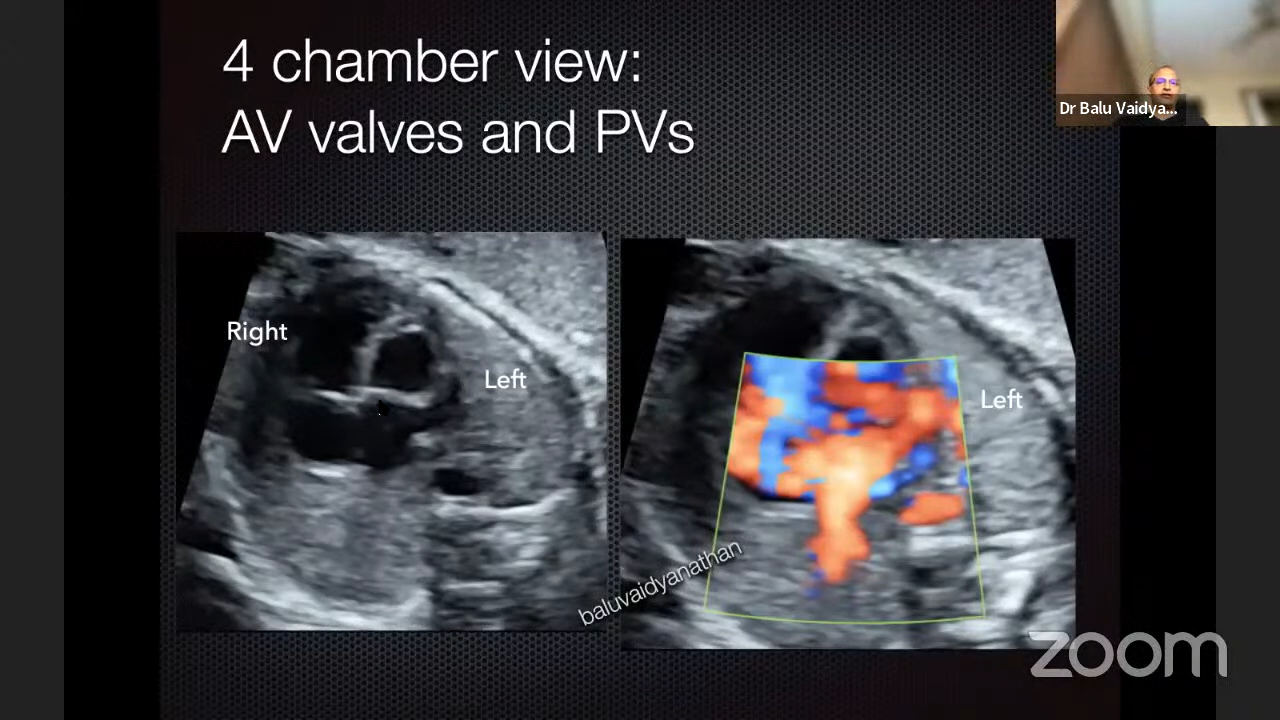 4 chamber view:
AV valves and PVs
Dr Balu Vaidya...
Right
Left
Left
baluvaidyanathan
zoom